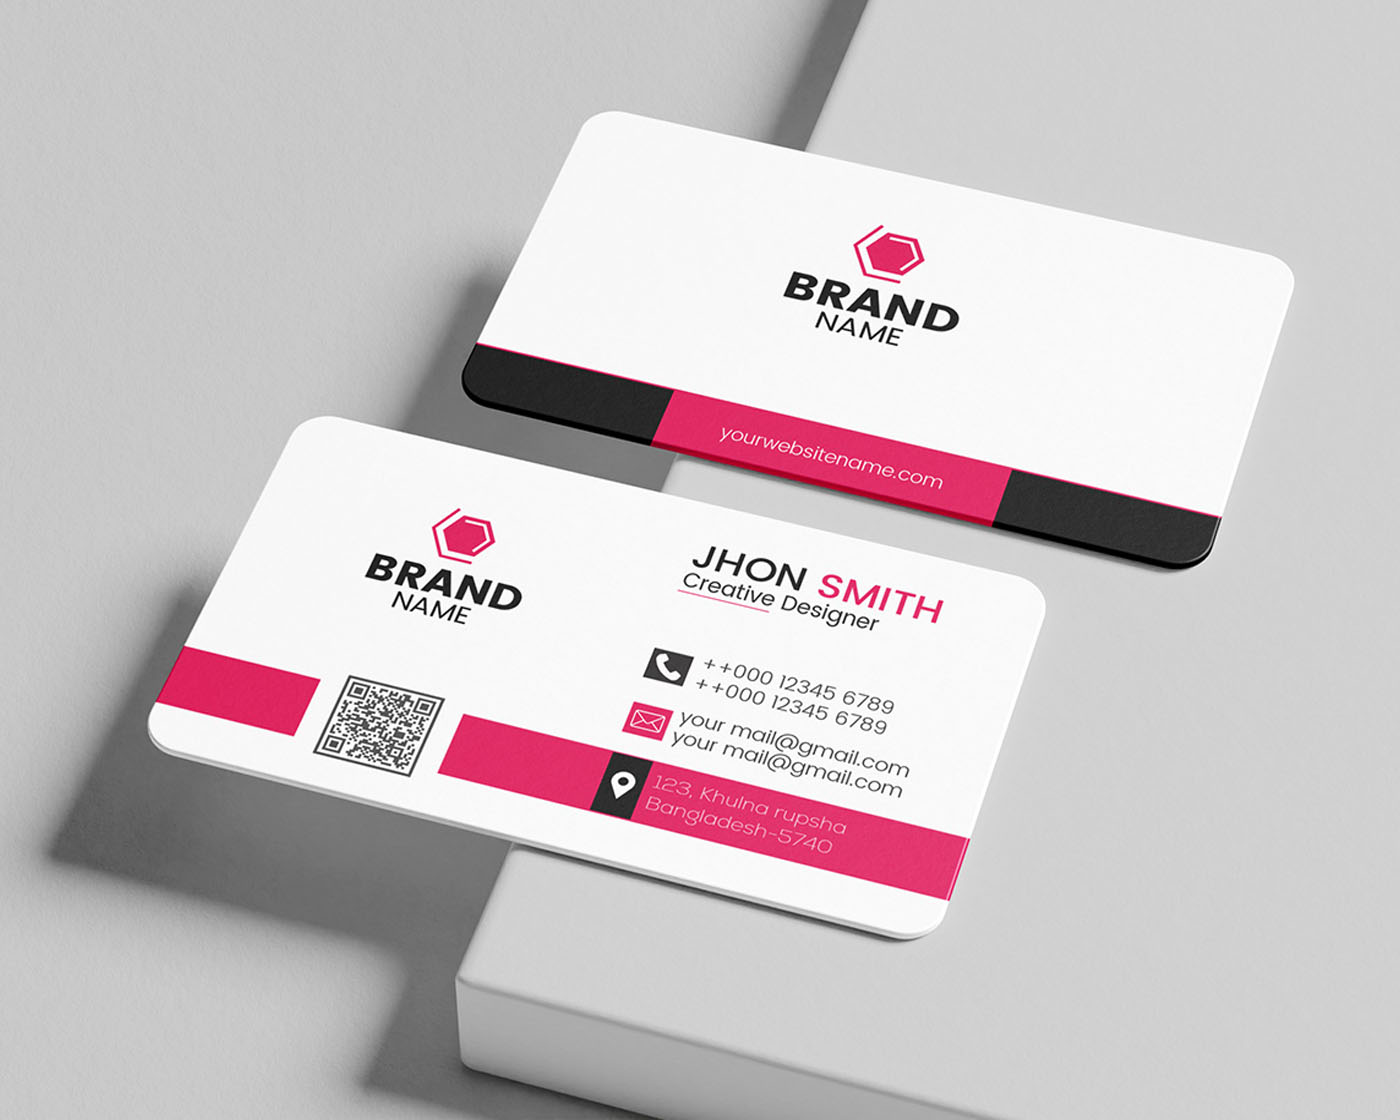 BRAND
NAME
yourwebsitename.com
BRAND
NAME
JHON SMITH
Creative Designer
++000 12345 6789
++000 12345 6789
your mail@gmail.com
your mail@gmail.com
123, Khulna rupsha
Bangladesh-5740